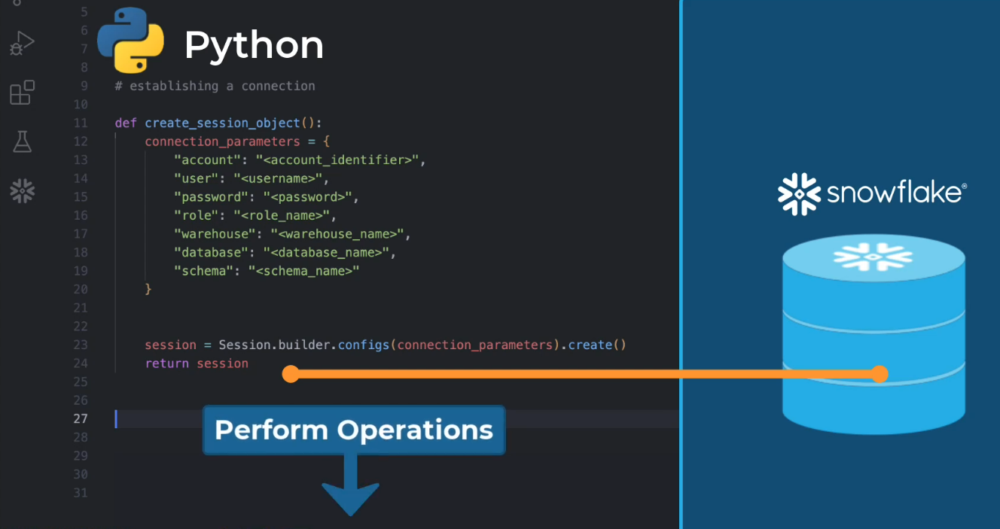 Python
5
6
7
8
9 # establishing a connection
10
11 def create_session_object():
12 connection_parameters = {
13 "account": "<account_identifier>",
14 "user": "<username>",
15 "password": "<password>",
16 "role": "<role_name>",
17 "warehouse": "<warehouse_name>",
18 "database": "<database_name>",
19 "schema": "<schema_name>"
20 }
21
22
23 session = Session.builder.configs(connection_parameters).create()
24 return session
25
26
27
28
29
30
31
Perform Operations
snowflake®